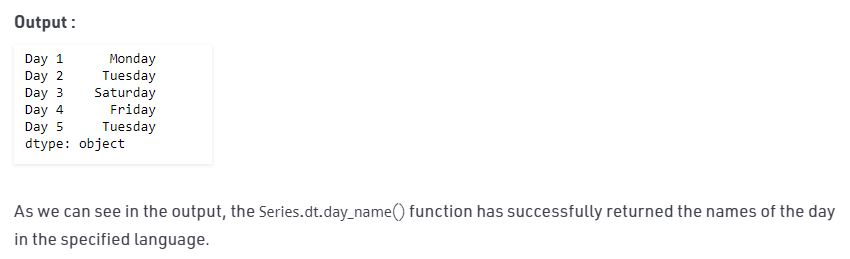 Output :
Day 1      Monday
Day 2     Tuesday
Day 3    Saturday
Day 4      Friday
Day 5     Tuesday
dtype: object
As we can see in the output, the Series.dt.day_name() function has successfully returned the names of the day
in the specified language.